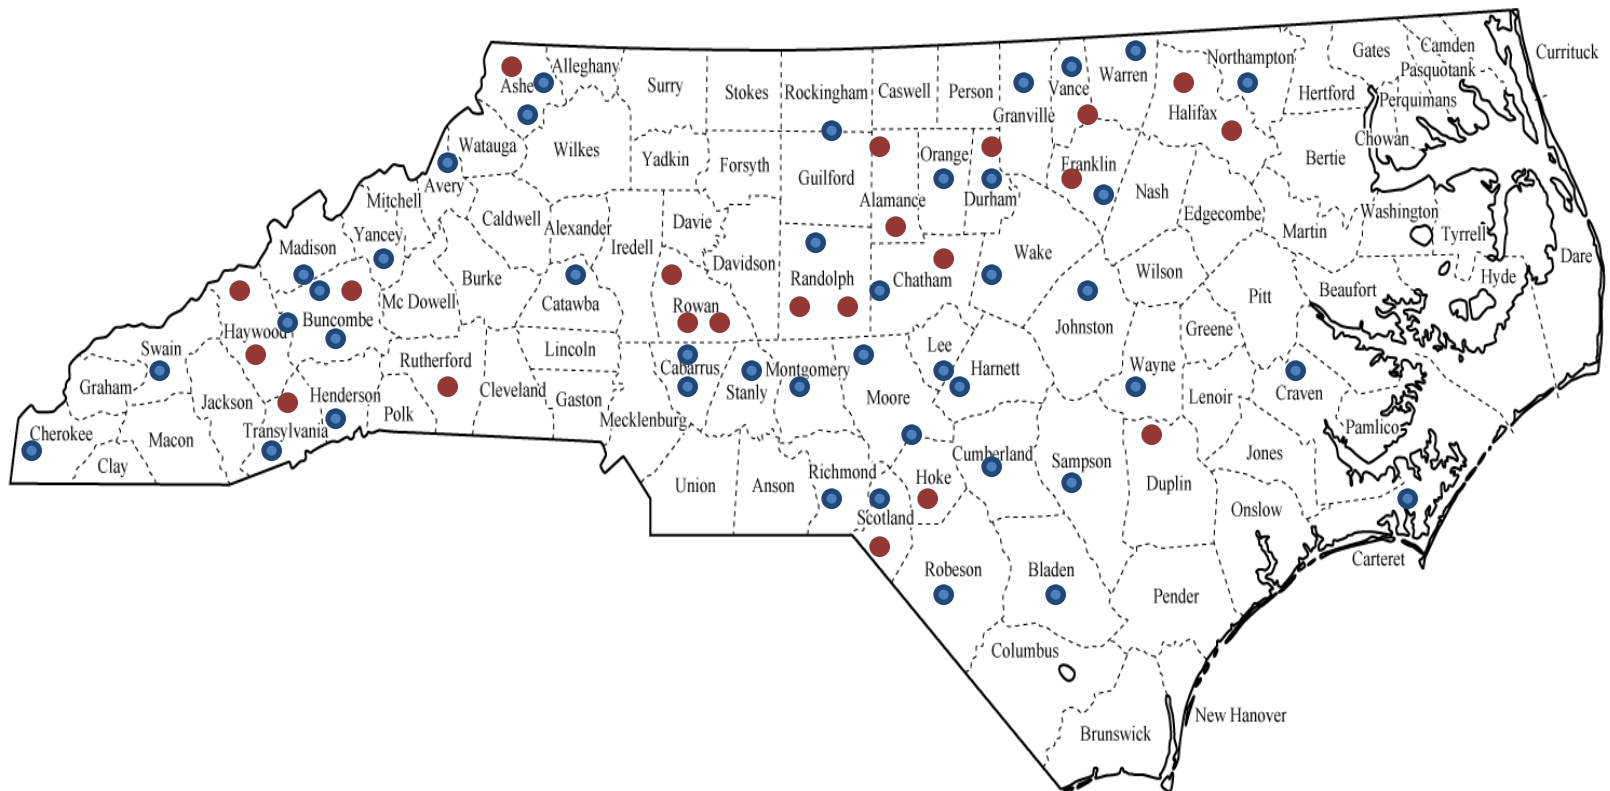 Currituck
Camden
Gates
Pasquotank
Northampton
Alleghany
Ashe
Surry
Stokes
Rockingham
Caswell
Person
Vance
Warren
Hertford
Perquimans
Granville
Halifax
Chowan
Watauga
Wilkes
Yadkin
Forsyth
Orange
Franklin
Bertie
Guilford
Avery
Mitchell
Alamance
Durham
Nash
Edgecombe
Washington
Caldwell
Alexander
Davie
Martin
Tyrrell
Yancey
Madison
Iredell
Davidson
Wake
Dare
Burke
Randolph
Chatham
Wilson
Hyde
Mc Dowell
Catawba
Rowan
Pitt
Beaufort
Haywood
Buncombe
Johnston
Greene
Swain
Rutherford
Lincoln
Lee
Cabarrus
Montgomery
Harnett
Wayne
Graham
Henderson
Cleveland
Gaston
Stanly
Moore
Lenoir
Craven
Jackson
Polk
Mecklenburg
Cherokee
Macon
Transylvania
Pamlico
Clay
Cumberland
Sampson
Jones
Richmond
Hoke
Union
Anson
Duplin
Scotland
Onslow
Carteret
Robeson
Bladen
Pender
Columbus
New Hanover
Brunswick